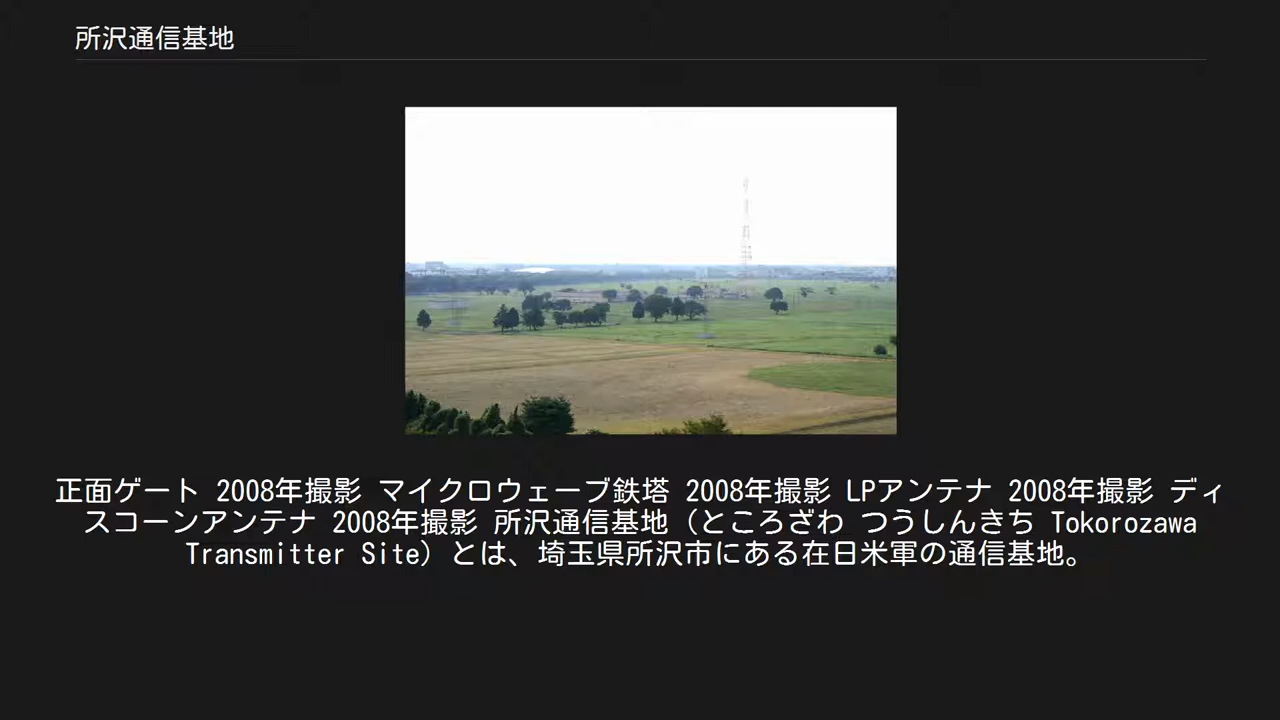 所沢通信基地
正面ゲート 2008年撮影 マイクロウェーブ鉄塔 2008年撮影 LPアンテナ 2008年撮影 ディ
スコーンアンテナ 2008年撮影 所沢通信基地（ところざわ つうしんきち Tokorozawa
Transmitter Site）とは、埼玉県所沢市にある在日米軍の通信基地。